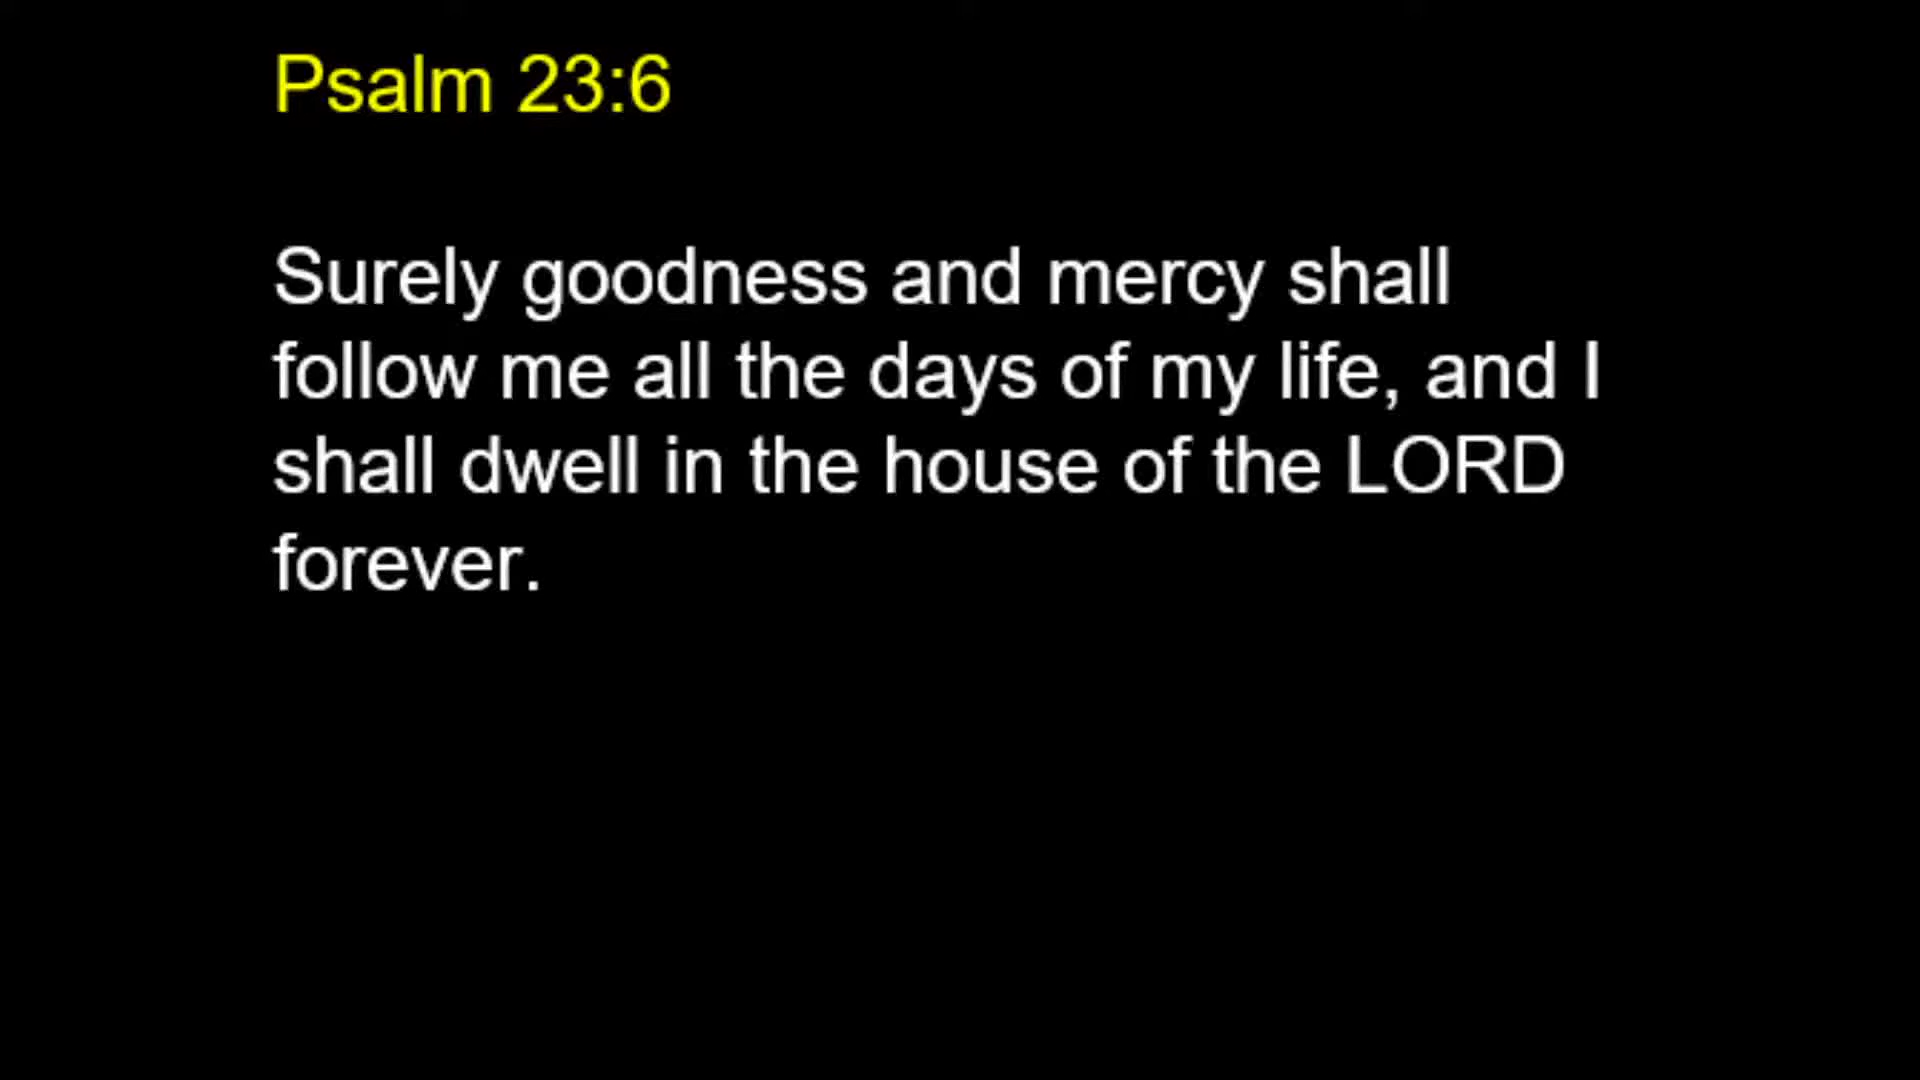 Psalm 23:6
Surely goodness and mercy shall
follow me all the days of my life, and I
shall dwell in the house of the LORD
forever.